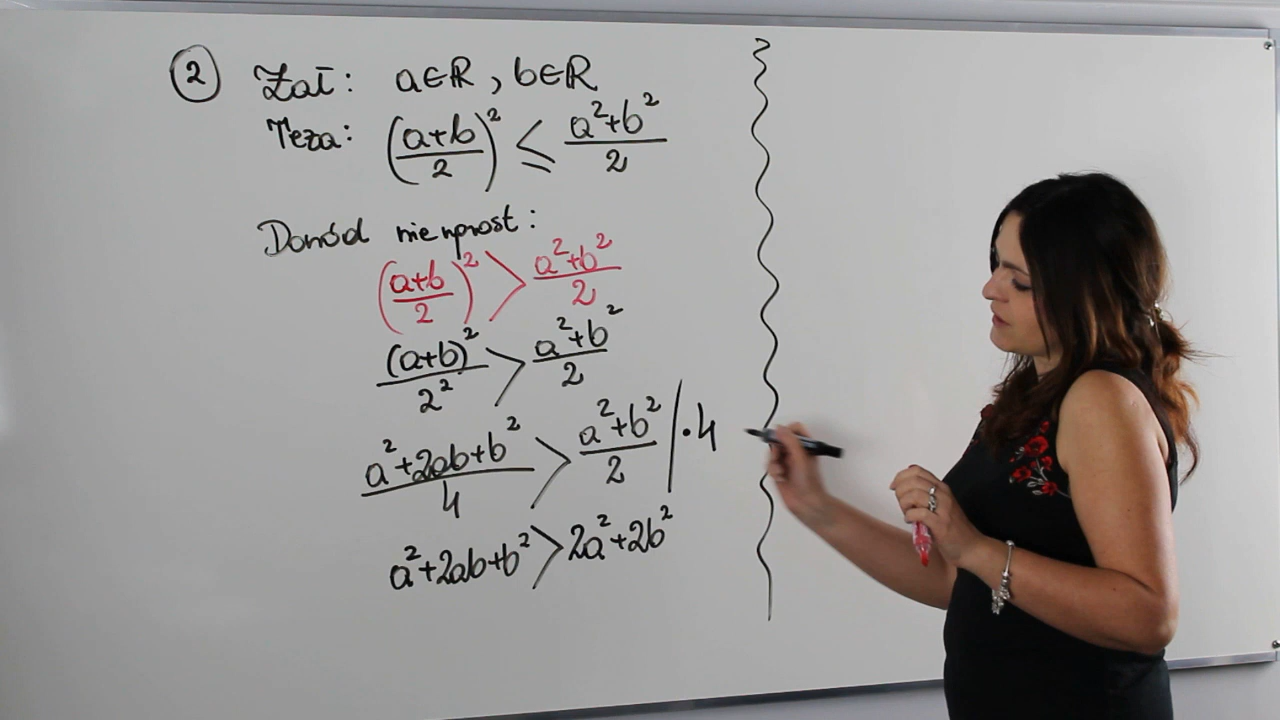 ② Zał: a∈ℝ, b∈ℝ
Teza: ((a+b)/2)² ≤ (a²+b²)/2
Dowód nie wprost:
((a+b)/2)² > (a²+b²)/2
(a+b)²/2² > (a²+b²)/2
(a²+2ab+b²)/4 > (a²+b²)/2 |·4
a²+2ab+b² > 2a²+2b²